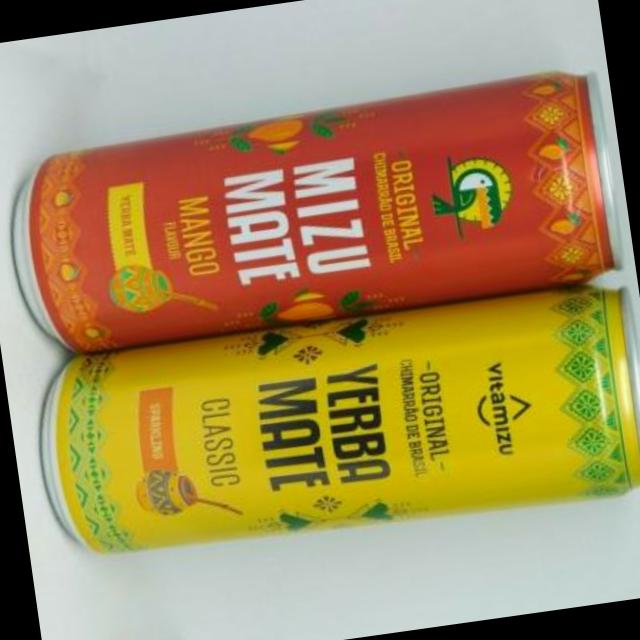 ORIGINAL
CHIMARRÃO DE BRASIL
MIZU
MATE
MANGO
FLAVOUR
YERBA MATE
vitamizu
-ORIGINAL-
CHIMARRÃO DE BRASIL
YERBA
MATE
CLASSIC
SPARKLING